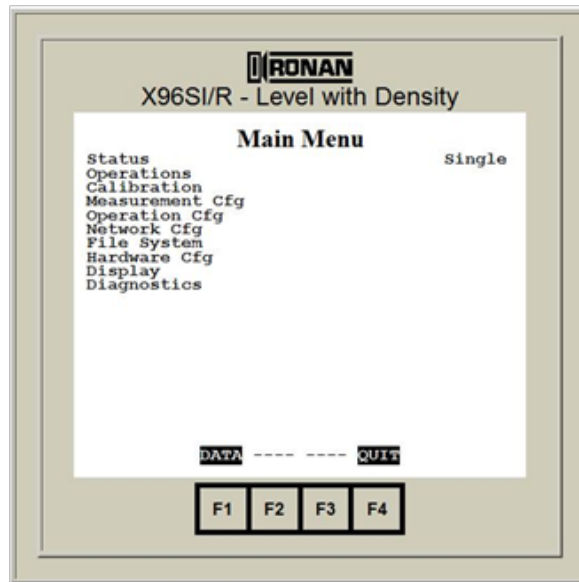 RONAN
X96SI/R - Level with Density
Main Menu
Status Single
Operations
Calibration
Measurement Cfg
Operation Cfg
Network Cfg
File System
Hardware Cfg
Display
Diagnostics
DATA ---- ---- QUIT
F1 F2 F3 F4